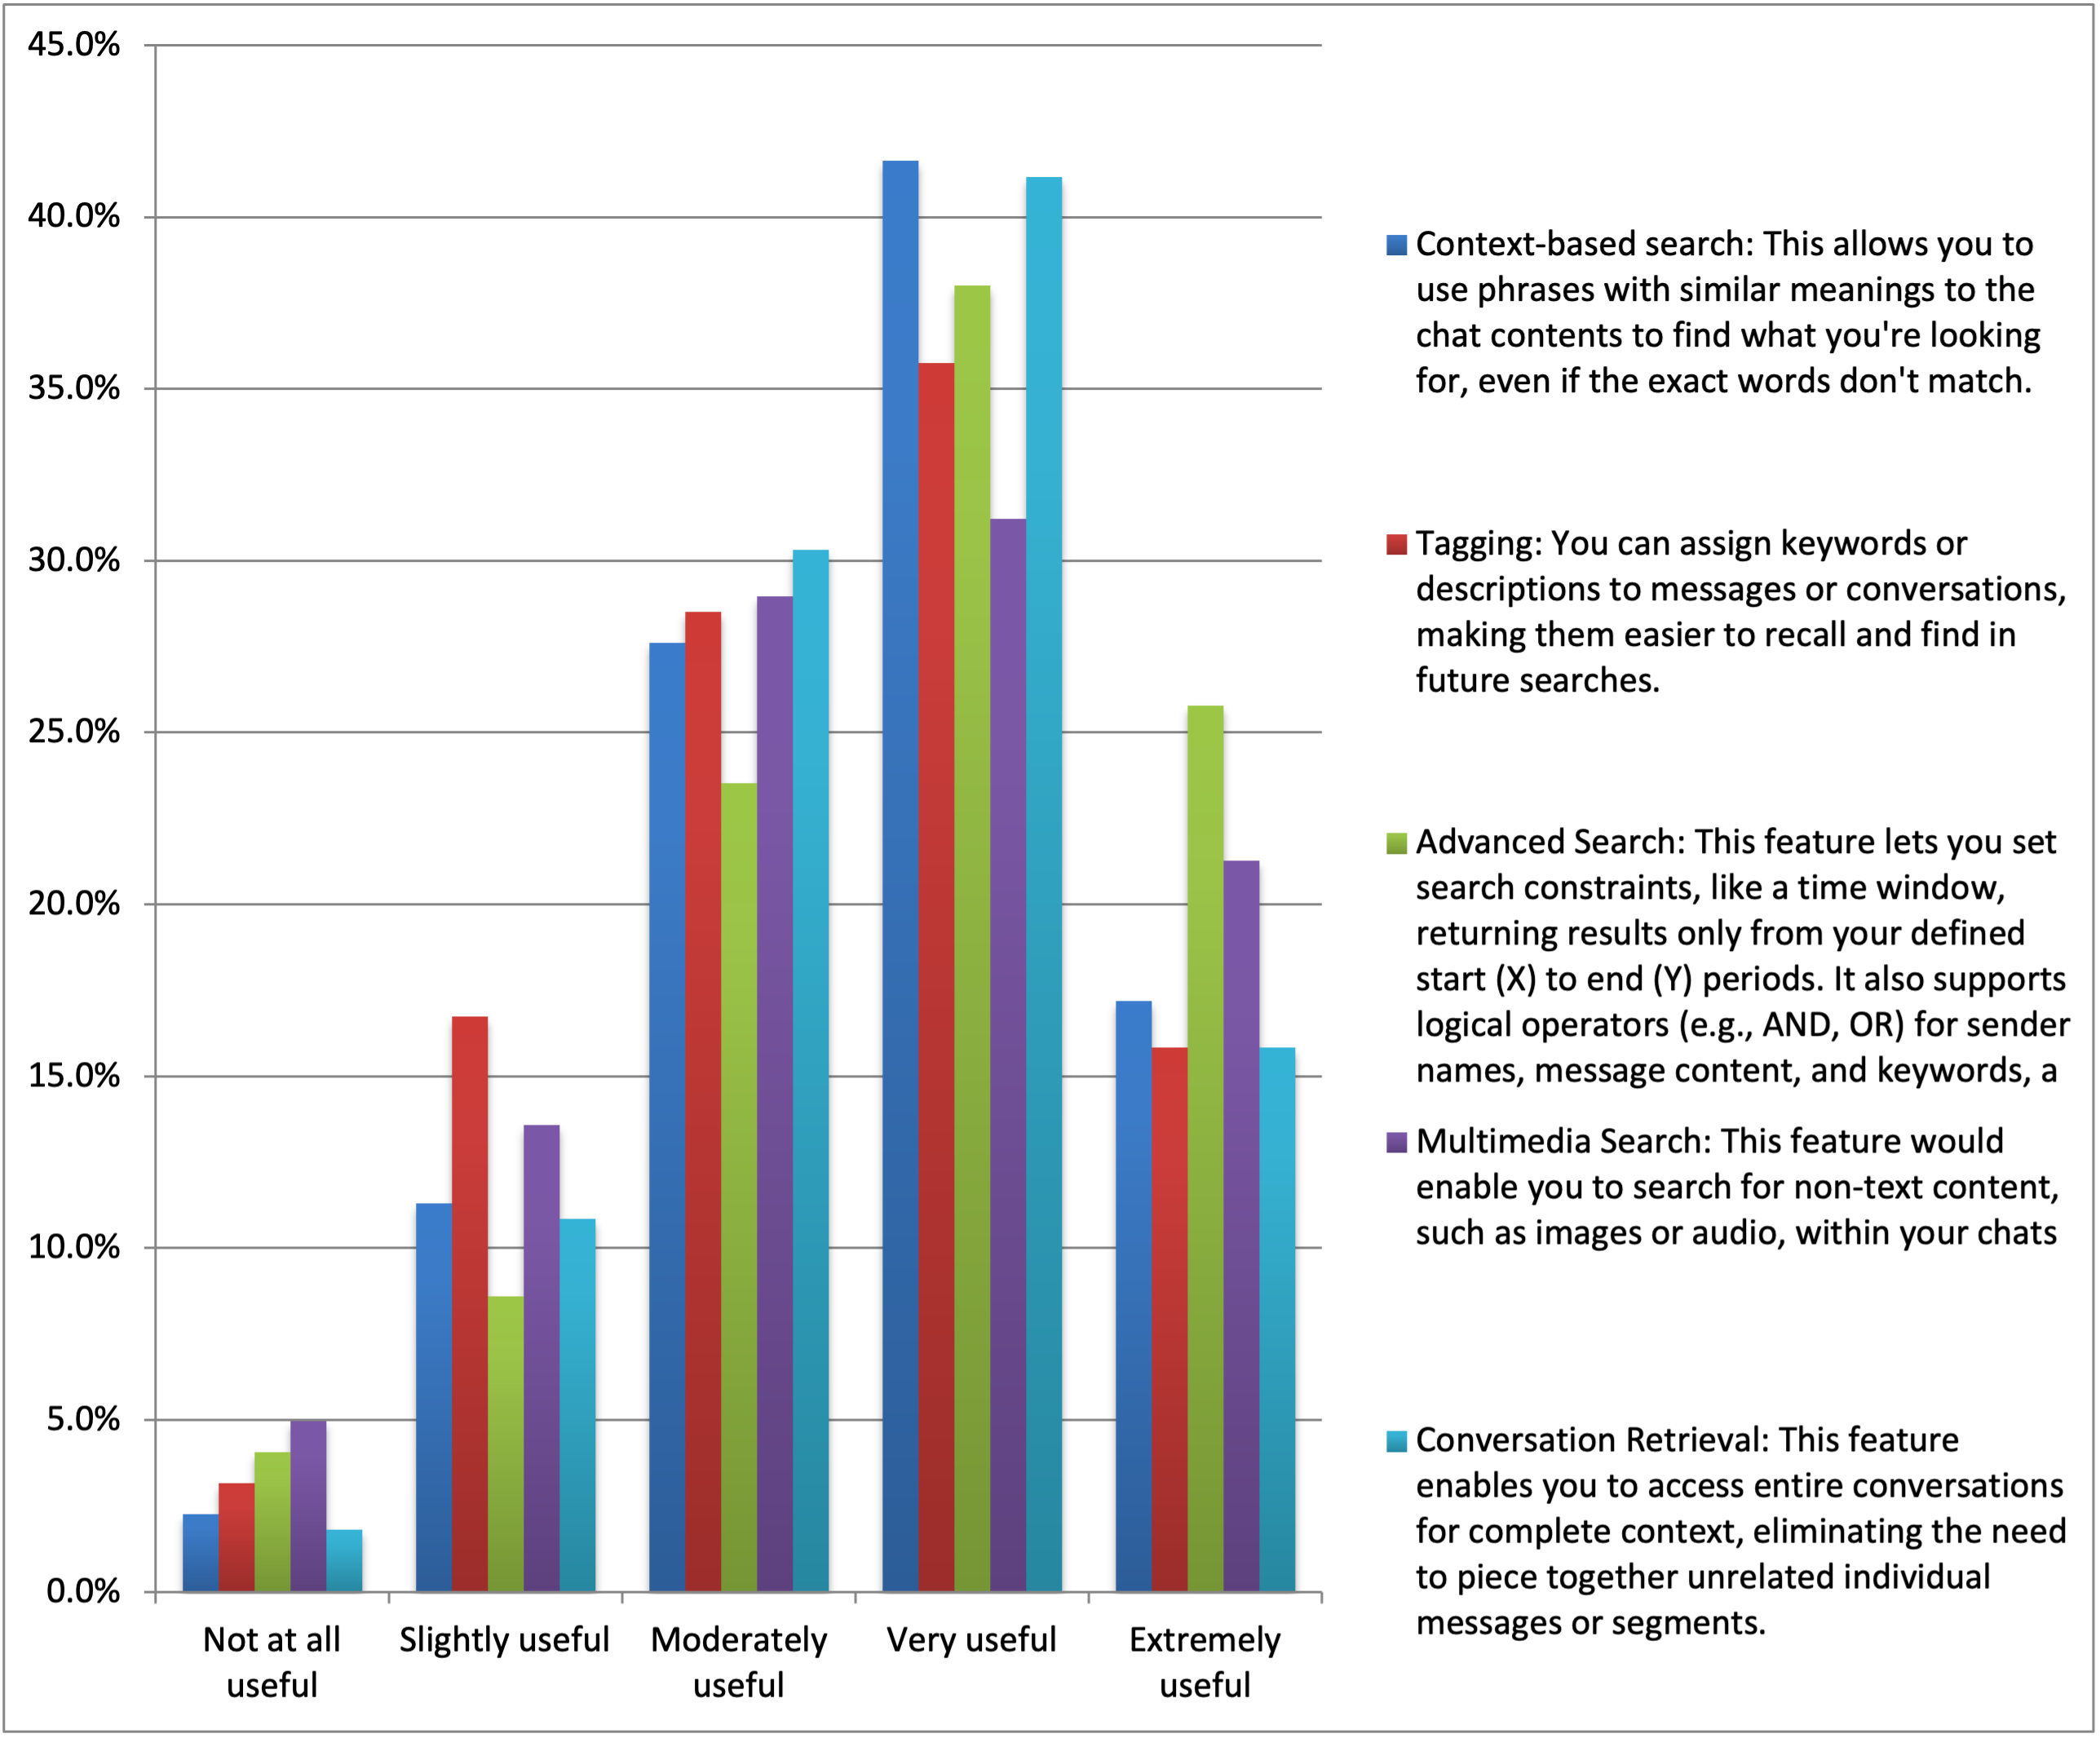 45.0%
40.0%
35.0%
30.0%
25.0%
20.0%
15.0%
10.0%
5.0%
0.0%
Not at all
useful
Slightly useful
Moderately
useful
Very useful
Extremely
useful
Context-based search: This allows you to
use phrases with similar meanings to the
chat contents to find what you're looking
for, even if the exact words don't match.
Tagging: You can assign keywords or
descriptions to messages or conversations,
making them easier to recall and find in
future searches.
Advanced Search: This feature lets you set
search constraints, like a time window,
returning results only from your defined
start (X) to end (Y) periods. It also supports
logical operators (e.g., AND, OR) for sender
names, message content, and keywords, a
Multimedia Search: This feature would
enable you to search for non-text content,
such as images or audio, within your chats
Conversation Retrieval: This feature
enables you to access entire conversations
for complete context, eliminating the need
to piece together unrelated individual
messages or segments.